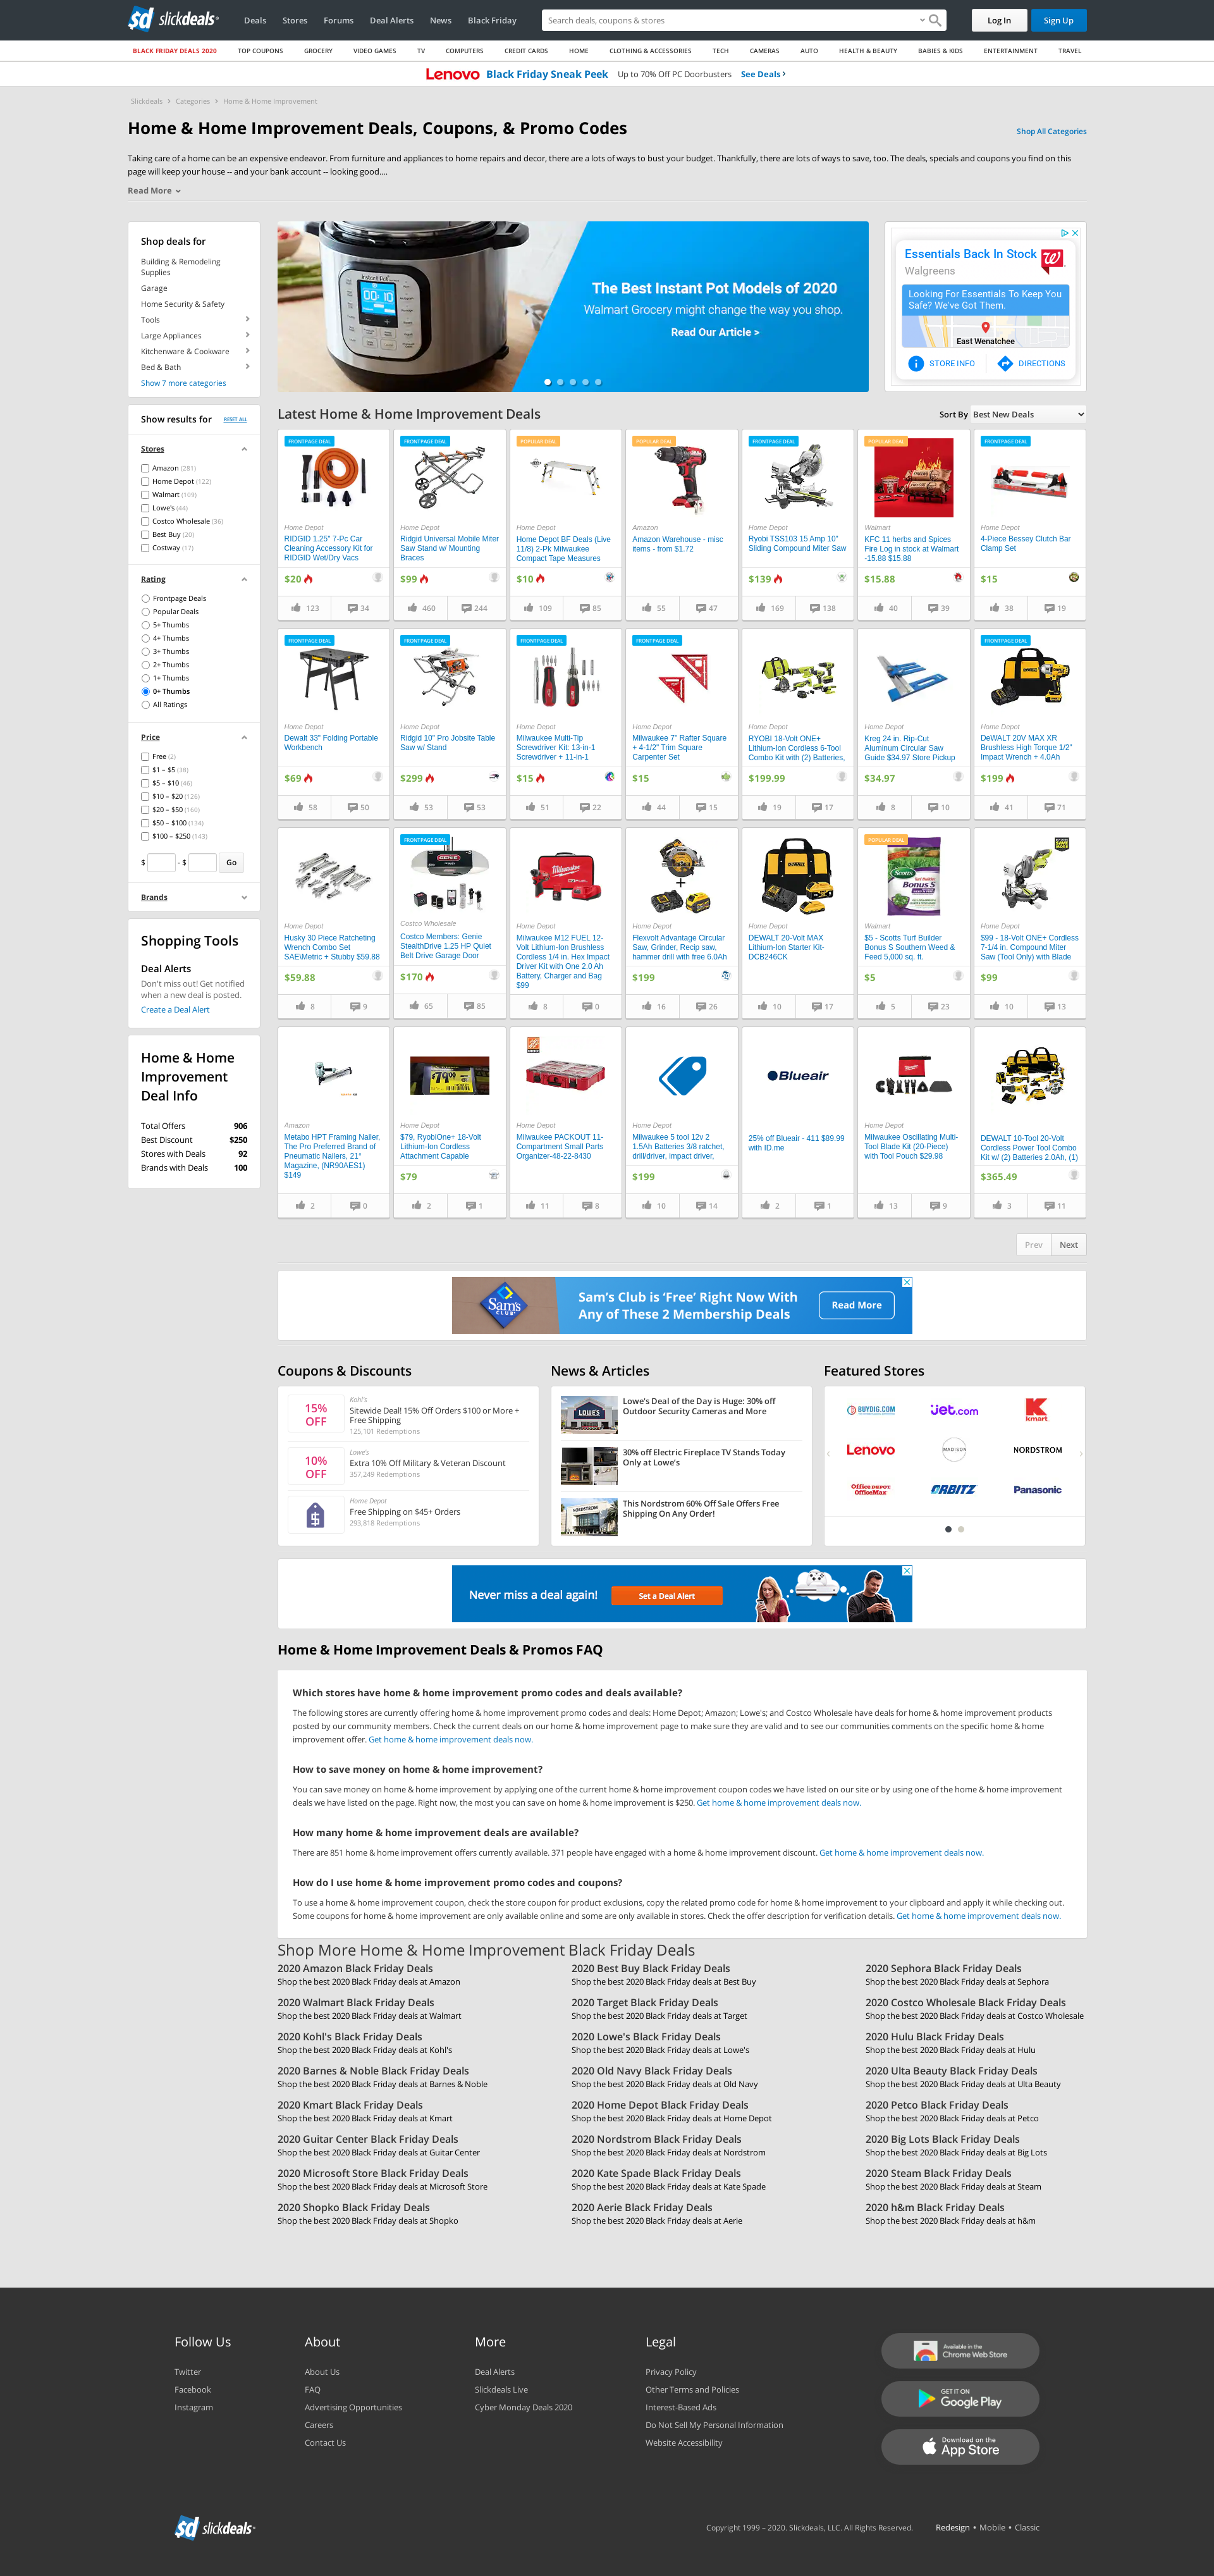 sd slickdeals
Deals
Stores
Forums
Deal Alerts
News
Black Friday
Search deals, coupons & stores
Log In
Sign Up
BLACK FRIDAY DEALS 2020
TOP COUPONS
GROCERY
VIDEO GAMES
TV
COMPUTERS
CREDIT CARDS
HOME
CLOTHING & ACCESSORIES
TECH
CAMERAS
AUTO
HEALTH & BEAUTY
BABIES & KIDS
ENTERTAINMENT
TRAVEL
Lenovo Black Friday Sneak Peek Up to 70% Off PC Doorbusters See Deals ›
Slickdeals › Categories › Home & Home Improvement
Home & Home Improvement Deals, Coupons, & Promo Codes
Shop All Categories
Taking care of a home can be an expensive endeavor. From furniture and appliances to home repairs and decor, there are a lots of ways to bust your budget. Thankfully, there are lots of ways to save, too. The deals, specials and coupons you find on this
page will keep your house -- and your bank account -- looking good....
Read More
Shop deals for
Building & Remodeling
Supplies
Garage
Home Security & Safety
Tools
Large Appliances
Kitchenware & Cookware
Bed & Bath
Show 7 more categories
Show results for
RESET ALL
Stores
Amazon (281)
Home Depot (122)
Walmart (109)
Lowe's (44)
Costco Wholesale (36)
Best Buy (20)
Costway (17)
Rating
Frontpage Deals
Popular Deals
5+ Thumbs
4+ Thumbs
3+ Thumbs
2+ Thumbs
1+ Thumbs
0+ Thumbs
All Ratings
Price
Free (2)
$1 – $5 (38)
$5 – $10 (46)
$10 – $20 (126)
$20 – $50 (160)
$50 – $100 (134)
$100 – $250 (143)
$ - $ Go
Brands
Shopping Tools
Deal Alerts
Don't miss out! Get notified
when a new deal is posted.
Create a Deal Alert
Home & Home
Improvement
Deal Info
Total Offers 906
Best Discount $250
Stores with Deals 92
Brands with Deals 100
Instant Pot
The Best Instant Pot Models of 2020
Walmart Grocery might change the way you shop.
Read Our Article >
Essentials Back In Stock
Walgreens
Looking For Essentials To Keep You
Safe? We've Got Them.
East Wenatchee
STORE INFO
DIRECTIONS
Latest Home & Home Improvement Deals
Sort By Best New Deals
FRONTPAGE DEAL
Home Depot
RIDGID 1.25" 7-Pc Car
Cleaning Accessory Kit for
RIDGID Wet/Dry Vacs
$20
123
34
FRONTPAGE DEAL
Home Depot
Ridgid Universal Mobile Miter
Saw Stand w/ Mounting
Braces
$99
460
244
POPULAR DEAL
Home Depot
Home Depot BF Deals (Live
11/8) 2-Pk Milwaukee
Compact Tape Measures
$10
109
85
POPULAR DEAL
Amazon
Amazon Warehouse - misc
items - from $1.72
55
47
FRONTPAGE DEAL
Home Depot
Ryobi TSS103 15 Amp 10"
Sliding Compound Miter Saw
$139
169
138
POPULAR DEAL
Walmart
KFC 11 herbs and Spices
Fire Log in stock at Walmart
-15.88 $15.88
$15.88
40
39
FRONTPAGE DEAL
Home Depot
4-Piece Bessey Clutch Bar
Clamp Set
$15
38
19
FRONTPAGE DEAL
Home Depot
Dewalt 33" Folding Portable
Workbench
$69
58
50
FRONTPAGE DEAL
Home Depot
Ridgid 10" Pro Jobsite Table
Saw w/ Stand
$299
53
53
FRONTPAGE DEAL
Home Depot
Milwaukee Multi-Tip
Screwdriver Kit: 13-in-1
Screwdriver + 11-in-1
$15
51
22
FRONTPAGE DEAL
Home Depot
Milwaukee 7" Rafter Square
+ 4-1/2" Trim Square
Carpenter Set
$15
44
15
Home Depot
RYOBI 18-Volt ONE+
Lithium-Ion Cordless 6-Tool
Combo Kit with (2) Batteries,
$199.99
19
17
Home Depot
Kreg 24 in. Rip-Cut
Aluminum Circular Saw
Guide $34.97 Store Pickup
$34.97
8
10
FRONTPAGE DEAL
Home Depot
DeWALT 20V MAX XR
Brushless High Torque 1/2"
Impact Wrench + 4.0Ah
$199
41
71
Home Depot
Husky 30 Piece Ratcheting
Wrench Combo Set
SAE\Metric + Stubby $59.88
$59.88
8
9
FRONTPAGE DEAL
Costco Wholesale
Costco Members: Genie
StealthDrive 1.25 HP Quiet
Belt Drive Garage Door
$170
65
85
Home Depot
Milwaukee M12 FUEL 12-
Volt Lithium-Ion Brushless
Cordless 1/4 in. Hex Impact
Driver Kit with One 2.0 Ah
Battery, Charger and Bag
$99
8
0
Home Depot
Flexvolt Advantage Circular
Saw, Grinder, Recip saw,
hammer drill with free 6.0Ah
$199
16
26
Home Depot
DEWALT 20-Volt MAX
Lithium-Ion Starter Kit-
DCB246CK
10
17
POPULAR DEAL
Scotts
Bonus S
Walmart
$5 - Scotts Turf Builder
Bonus S Southern Weed &
Feed 5,000 sq. ft.
$5
5
23
Home Depot
$99 - 18-Volt ONE+ Cordless
7-1/4 in. Compound Miter
Saw (Tool Only) with Blade
$99
10
13
Amazon
Metabo HPT Framing Nailer,
The Pro Preferred Brand of
Pneumatic Nailers, 21°
Magazine, (NR90AES1)
$149
2
0
Home Depot
$79, RyobiOne+ 18-Volt
Lithium-Ion Cordless
Attachment Capable
$79
2
1
Home Depot
Milwaukee PACKOUT 11-
Compartment Small Parts
Organizer-48-22-8430
11
8
Home Depot
Milwaukee 5 tool 12v 2
1.5Ah Batteries 3/8 ratchet,
drill/driver, impact driver,
$199
10
14
Blueair
25% off Blueair - 411 $89.99
with ID.me
2
1
Home Depot
Milwaukee Oscillating Multi-
Tool Blade Kit (20-Piece)
with Tool Pouch $29.98
13
9
DEWALT 10-Tool 20-Volt
Cordless Power Tool Combo
Kit w/ (2) Batteries 2.0Ah, (1)
$365.49
3
11
Prev
Next
Sam's CLUB
Sam's Club is 'Free' Right Now With
Any of These 2 Membership Deals
Read More
Coupons & Discounts
15%
OFF
Kohl's
Sitewide Deal! 15% Off Orders $100 or More +
Free Shipping
125,101 Redemptions
10%
OFF
Lowe's
Extra 10% Off Military & Veteran Discount
357,249 Redemptions
Home Depot
Free Shipping on $45+ Orders
293,818 Redemptions
News & Articles
LOWE'S
Lowe's Deal of the Day is Huge: 30% off
Outdoor Security Cameras and More
30% off Electric Fireplace TV Stands Today
Only at Lowe's
NORDSTROM
This Nordstrom 60% Off Sale Offers Free
Shipping On Any Order!
Featured Stores
BUYDIG.COM
jet.com
kmart
Lenovo
MADISON
NORDSTROM
Office DEPOT
OfficeMax
ORBITZ
Panasonic
Never miss a deal again!
Set a Deal Alert
Home & Home Improvement Deals & Promos FAQ
Which stores have home & home improvement promo codes and deals available?
The following stores are currently offering home & home improvement promo codes and deals: Home Depot; Amazon; Lowe's; and Costco Wholesale have deals for home & home improvement products
posted by our community members. Check the current deals on our home & home improvement page to make sure they are valid and to see our communities comments on the specific home & home
improvement offer. Get home & home improvement deals now.
How to save money on home & home improvement?
You can save money on home & home improvement by applying one of the current home & home improvement coupon codes we have listed on our site or by using one of the home & home improvement
deals we have listed on the page. Right now, the most you can save on home & home improvement is $250. Get home & home improvement deals now.
How many home & home improvement deals are available?
There are 851 home & home improvement offers currently available. 371 people have engaged with a home & home improvement discount. Get home & home improvement deals now.
How do I use home & home improvement promo codes and coupons?
To use a home & home improvement coupon, check the store coupon for product exclusions, copy the related promo code for home & home improvement to your clipboard and apply it while checking out.
Some coupons for home & home improvement are only available online and some are only available in stores. Check the offer description for verification details. Get home & home improvement deals now.
Shop More Home & Home Improvement Black Friday Deals
2020 Amazon Black Friday Deals
Shop the best 2020 Black Friday deals at Amazon
2020 Best Buy Black Friday Deals
Shop the best 2020 Black Friday deals at Best Buy
2020 Sephora Black Friday Deals
Shop the best 2020 Black Friday deals at Sephora
2020 Walmart Black Friday Deals
Shop the best 2020 Black Friday deals at Walmart
2020 Target Black Friday Deals
Shop the best 2020 Black Friday deals at Target
2020 Costco Wholesale Black Friday Deals
Shop the best 2020 Black Friday deals at Costco Wholesale
2020 Kohl's Black Friday Deals
Shop the best 2020 Black Friday deals at Kohl's
2020 Lowe's Black Friday Deals
Shop the best 2020 Black Friday deals at Lowe's
2020 Hulu Black Friday Deals
Shop the best 2020 Black Friday deals at Hulu
2020 Barnes & Noble Black Friday Deals
Shop the best 2020 Black Friday deals at Barnes & Noble
2020 Old Navy Black Friday Deals
Shop the best 2020 Black Friday deals at Old Navy
2020 Ulta Beauty Black Friday Deals
Shop the best 2020 Black Friday deals at Ulta Beauty
2020 Kmart Black Friday Deals
Shop the best 2020 Black Friday deals at Kmart
2020 Home Depot Black Friday Deals
Shop the best 2020 Black Friday deals at Home Depot
2020 Petco Black Friday Deals
Shop the best 2020 Black Friday deals at Petco
2020 Guitar Center Black Friday Deals
Shop the best 2020 Black Friday deals at Guitar Center
2020 Nordstrom Black Friday Deals
Shop the best 2020 Black Friday deals at Nordstrom
2020 Big Lots Black Friday Deals
Shop the best 2020 Black Friday deals at Big Lots
2020 Microsoft Store Black Friday Deals
Shop the best 2020 Black Friday deals at Microsoft Store
2020 Kate Spade Black Friday Deals
Shop the best 2020 Black Friday deals at Kate Spade
2020 Steam Black Friday Deals
Shop the best 2020 Black Friday deals at Steam
2020 Shopko Black Friday Deals
Shop the best 2020 Black Friday deals at Shopko
2020 Aerie Black Friday Deals
Shop the best 2020 Black Friday deals at Aerie
2020 h&m Black Friday Deals
Shop the best 2020 Black Friday deals at h&m
Follow Us
Twitter
Facebook
Instagram
About
About Us
FAQ
Advertising Opportunities
Careers
Contact Us
More
Deal Alerts
Slickdeals Live
Cyber Monday Deals 2020
Legal
Privacy Policy
Other Terms and Policies
Interest-Based Ads
Do Not Sell My Personal Information
Website Accessibility
Available in the
Chrome Web Store
GET IT ON
Google Play
Download on the
App Store
sd slickdeals
Copyright 1999 – 2020. Slickdeals, LLC. All Rights Reserved.
Redesign • Mobile • Classic